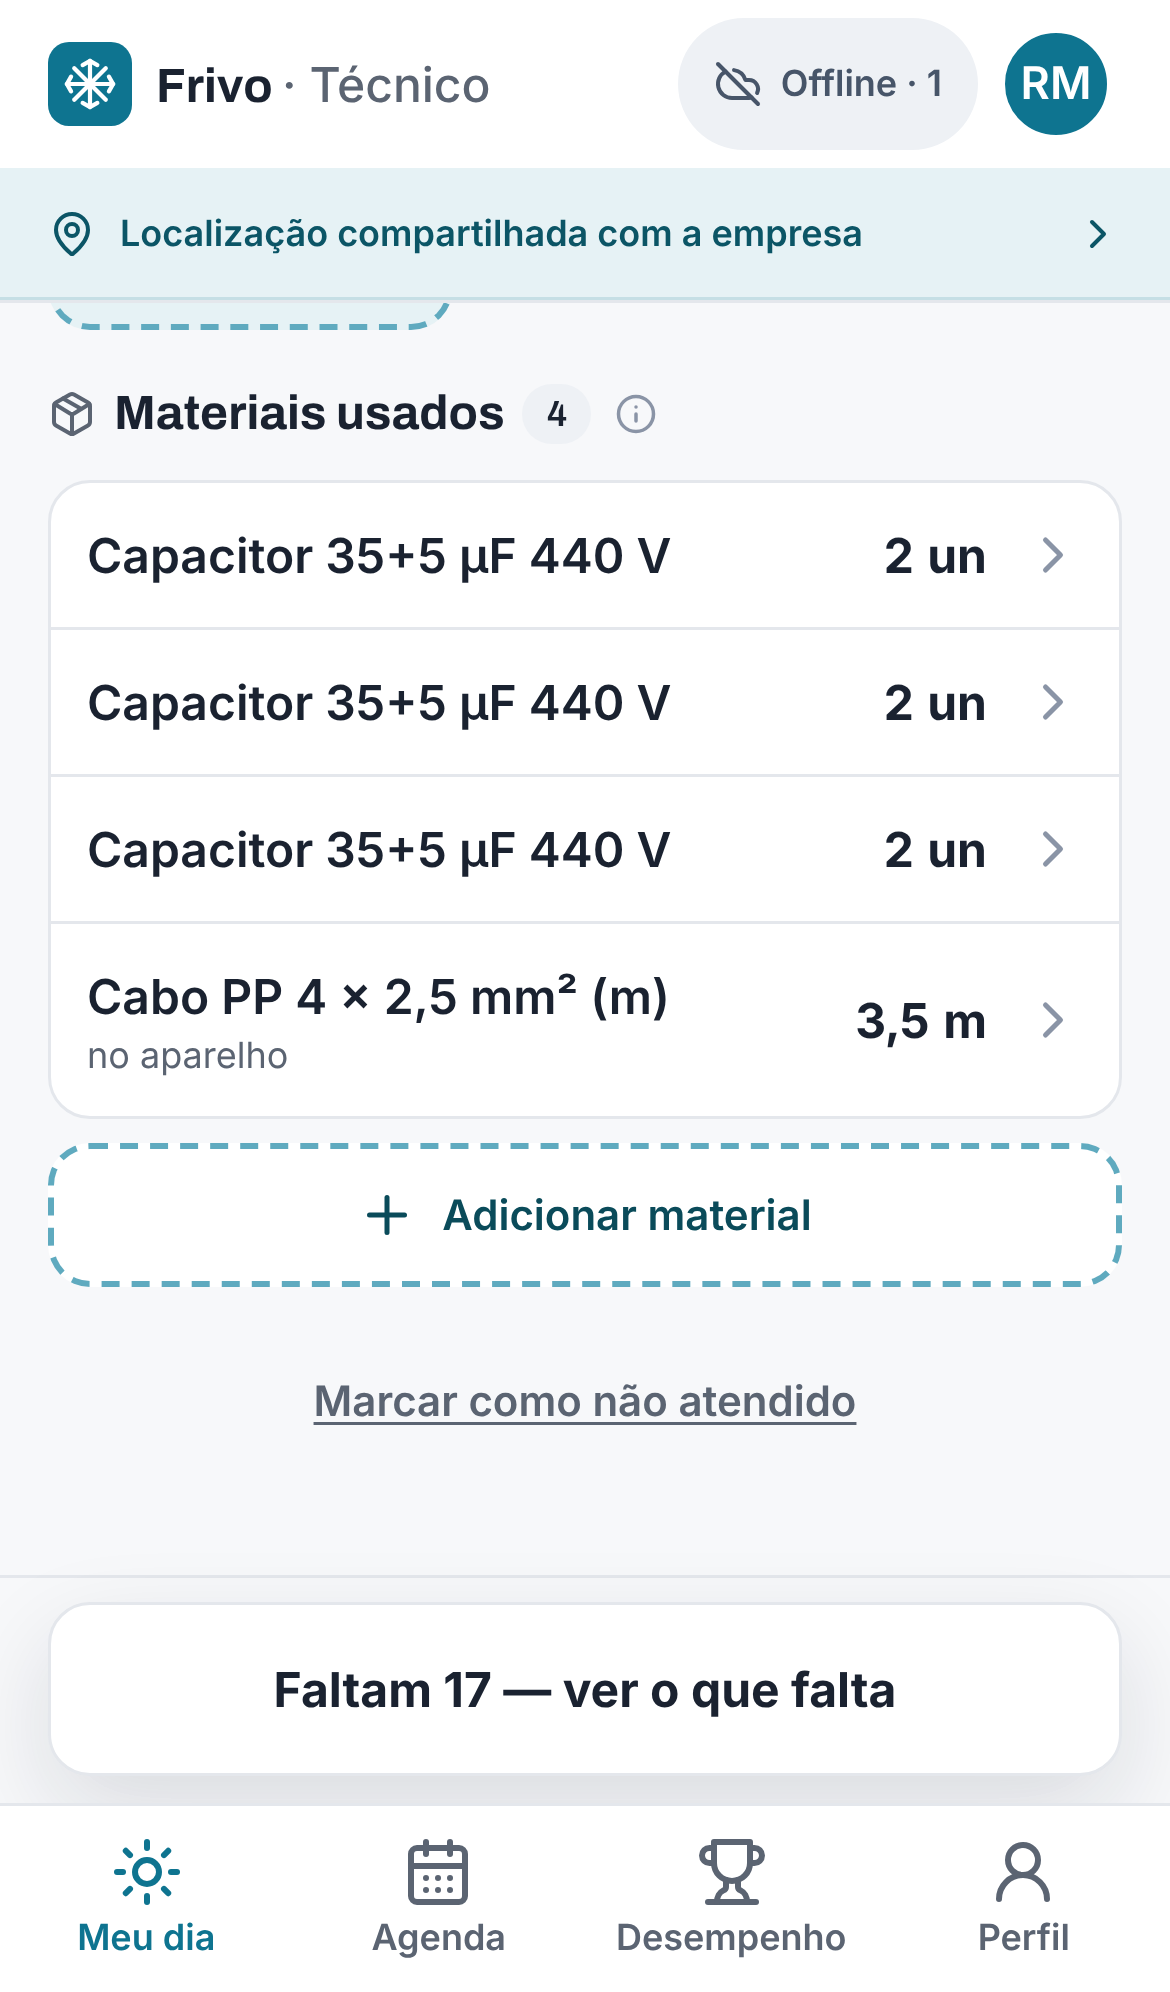 Frivo · Técnico
Offline · 1
RM
Localização compartilhada com a empresa
Materiais usados 4
Capacitor 35+5 µF 440 V 2 un
Capacitor 35+5 µF 440 V 2 un
Capacitor 35+5 µF 440 V 2 un
Cabo PP 4 × 2,5 mm² (m) 3,5 m
no aparelho
Adicionar material
Marcar como não atendido
Faltam 17 — ver o que falta
Meu dia Agenda Desempenho Perfil